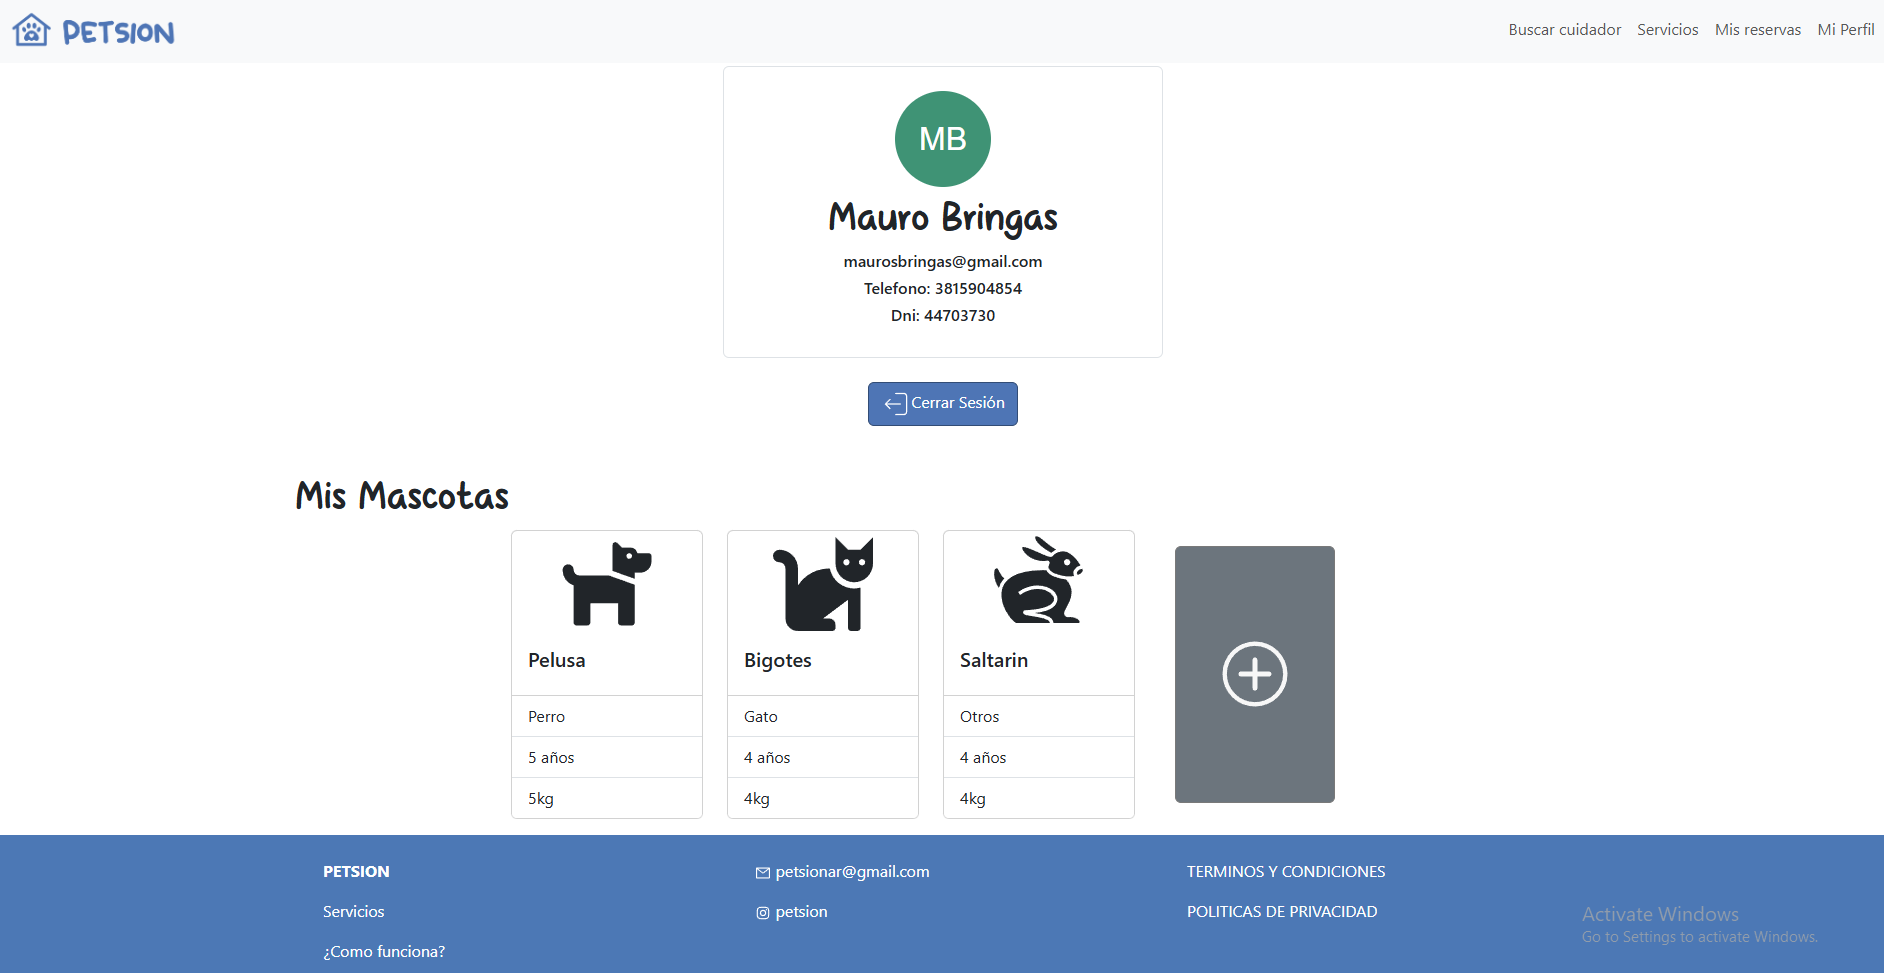 PETSION
Buscar cuidador Servicios Mis reservas Mi Perfil
MB
Mauro Bringas
maurosbringas@gmail.com
Telefono: 3815904854
Dni: 44703730
Cerrar Sesión
Mis Mascotas
Pelusa
Perro
5 años
5kg
Bigotes
Gato
4 años
4kg
Saltarin
Otros
4 años
4kg
PETSION
Servicios
¿Como funciona?
petsionar@gmail.com
petsion
TERMINOS Y CONDICIONES
POLITICAS DE PRIVACIDAD
Activate Windows
Go to Settings to activate Windows.